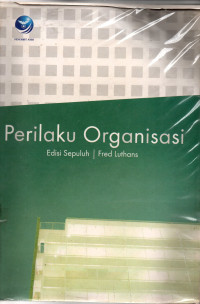 Perilaku Organisasi
Edisi Sepuluh | Fred Luthans